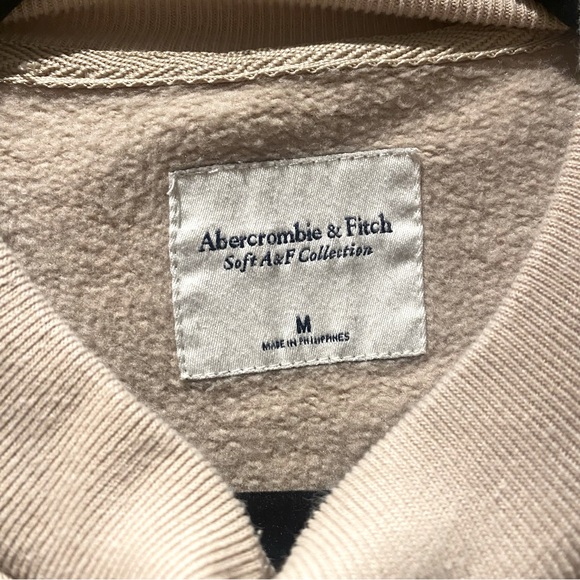 Abercrombie & Fitch
Soft A&F Collection
M
MADE IN PHILIPPINES